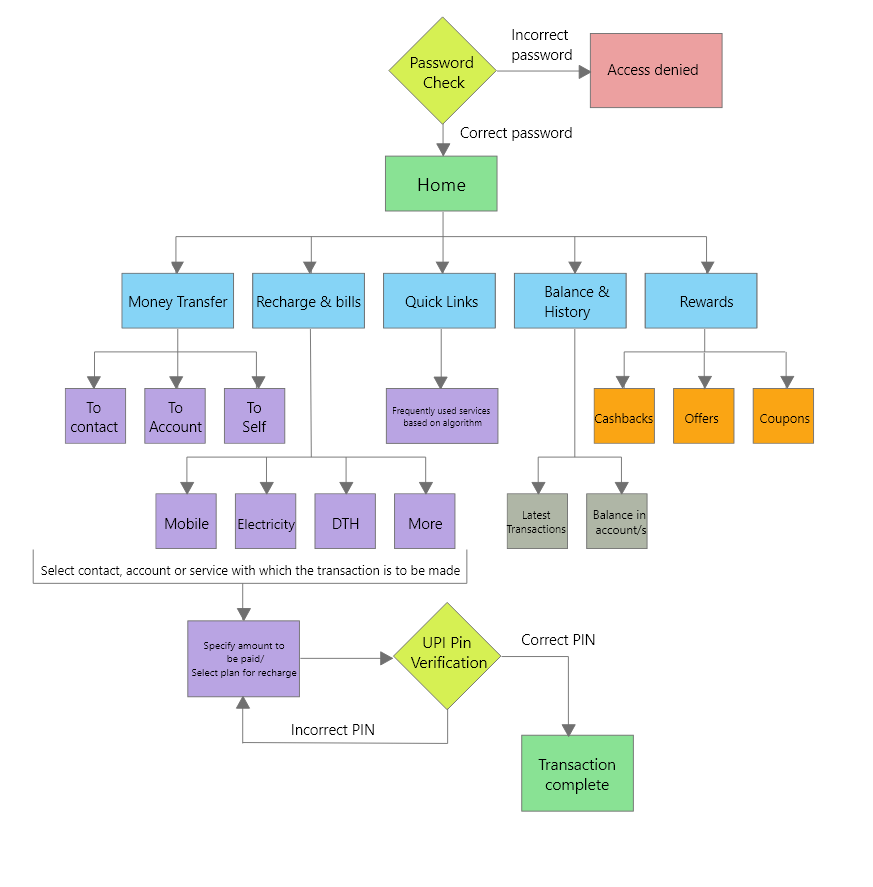 Incorrect
password
Password
Check
Access denied
Correct password
Home
Money Transfer
Recharge & bills
Quick Links
Balance &
History
Rewards
To
contact
To
Account
To
Self
Frequently used services
based on algorithm
Cashbacks
Offers
Coupons
Mobile
Electricity
DTH
More
Latest
Transactions
Balance in
account/s
Select contact, account or service with which the transaction is to be made
Specify amount to
be paid/
Select plan for recharge
UPI Pin
Verification
Correct PIN
Incorrect PIN
Transaction
complete